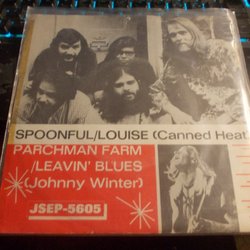 SPOONFUL/LOUISE (Canned Heat
PARCHMAN FARM
/LEAVIN' BLUES
(Johnny Winter)
JSEP-5605